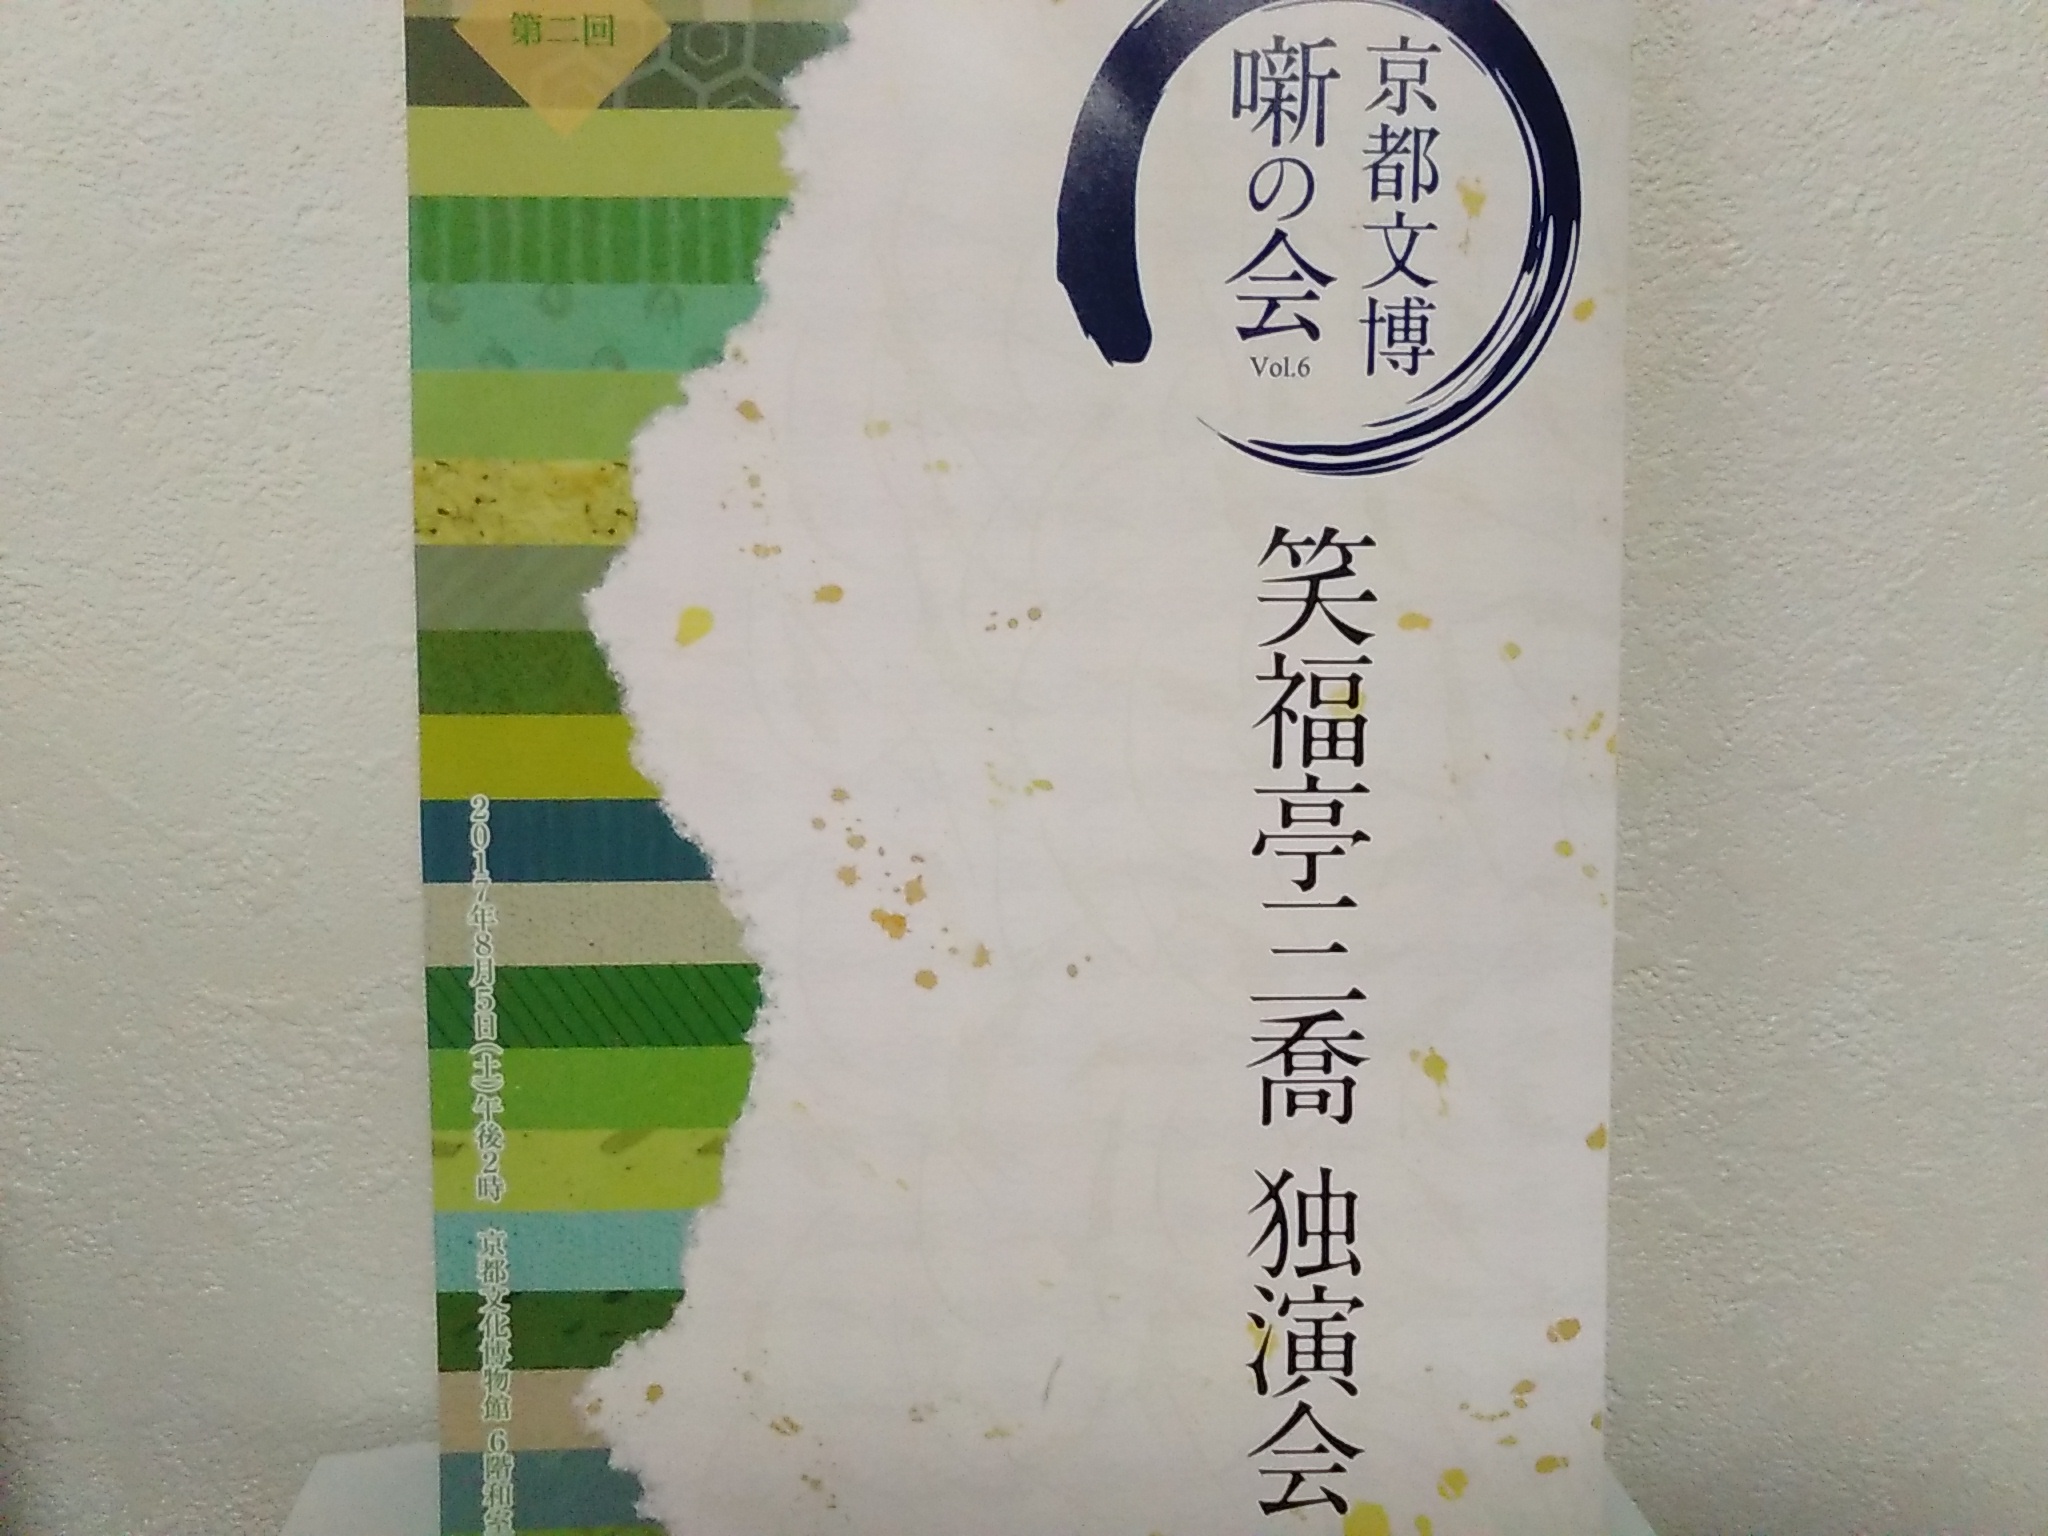 京都文博
噺の会
Vol.6
笑福亭三喬 独演会
第二回
2017年8月5日(土)午後2時 京都文化博物館 6階和室